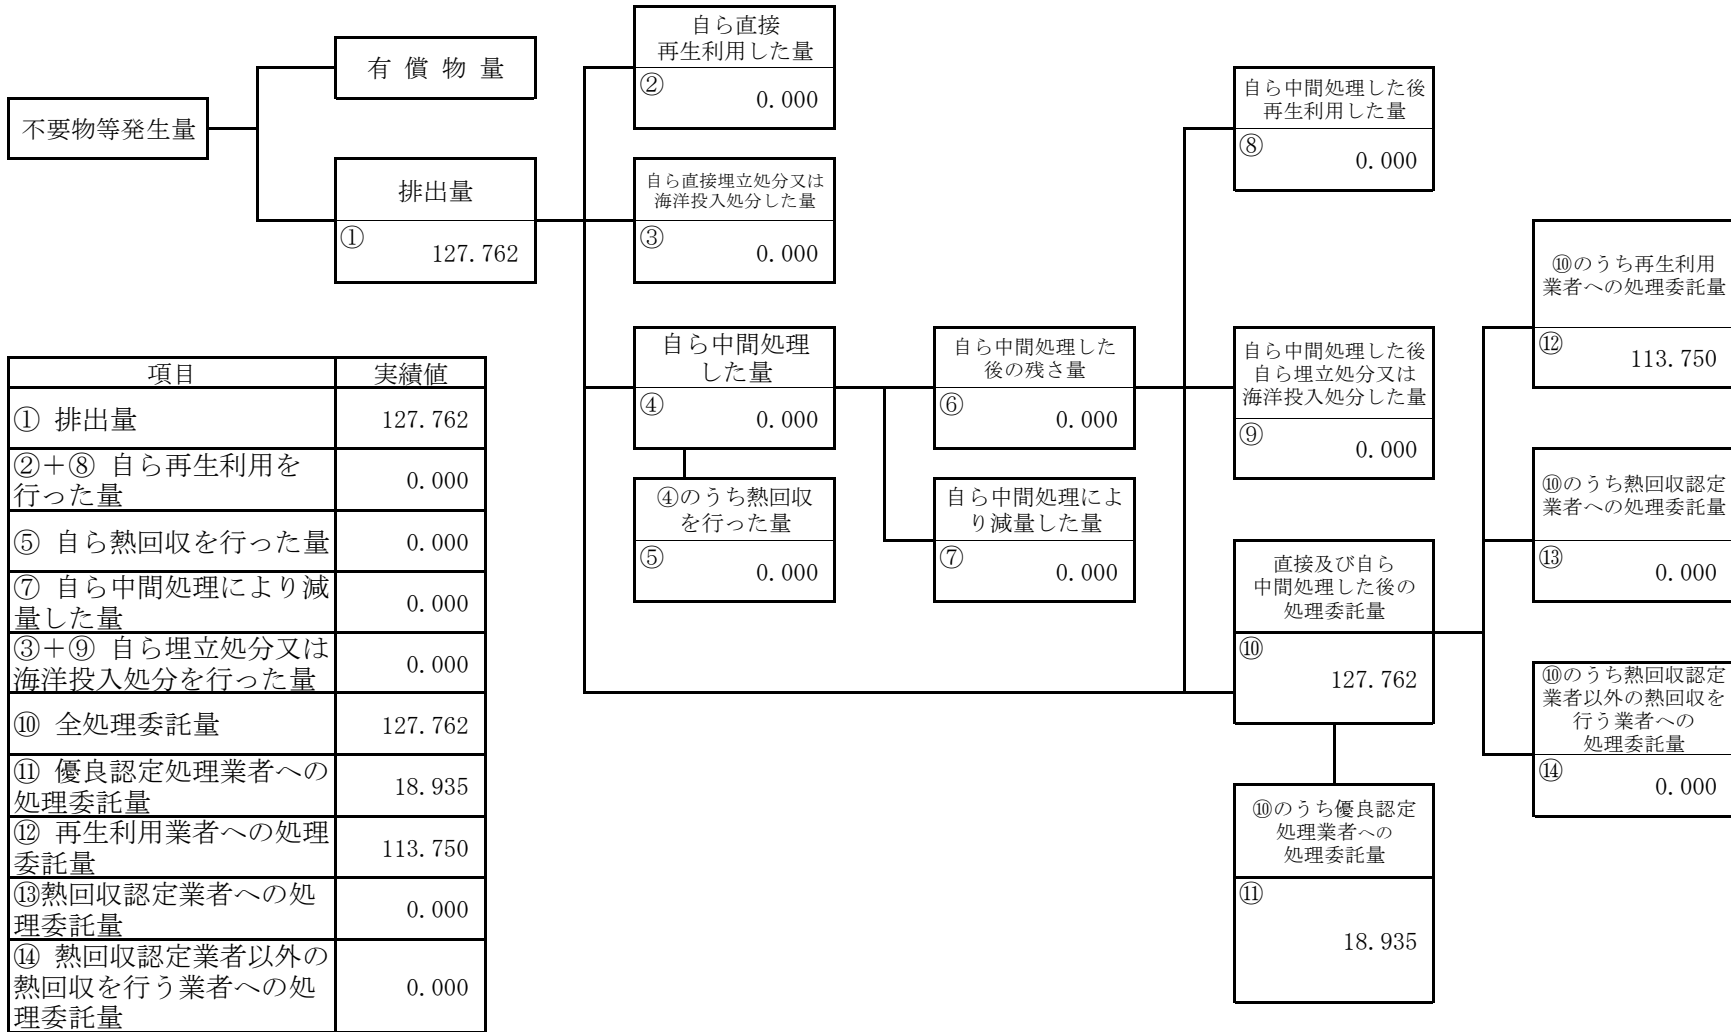 不要物等発生量
有 償 物 量
排出量
①
127.762
自ら直接
再生利用した量
②
0.000
自ら直接埋立処分又は
海洋投入処分した量
③
0.000
自ら中間処理
した量
④
0.000
④のうち熱回収
を行った量
⑤
0.000
自ら中間処理した
後の残さ量
⑥
0.000
自ら中間処理によ
り減量した量
⑦
0.000
自ら中間処理した後
再生利用した量
⑧
0.000
自ら中間処理した後
自ら埋立処分又は
海洋投入処分した量
⑨
0.000
直接及び自ら
中間処理した後の
処理委託量
⑩
127.762
⑩のうち優良認定
処理業者への
処理委託量
⑪
18.935
⑩のうち再生利用
業者への処理委託量
⑫
113.750
⑩のうち熱回収認定
業者への処理委託量
⑬
0.000
⑩のうち熱回収認定
業者以外の熱回収を
行う業者への
処理委託量
⑭
0.000
項目 実績値
① 排出量 127.762
②＋⑧ 自ら再生利用を
行った量 0.000
⑤ 自ら熱回収を行った量 0.000
⑦ 自ら中間処理により減
量した量 0.000
③＋⑨ 自ら埋立処分又は
海洋投入処分を行った量 0.000
⑩ 全処理委託量 127.762
⑪ 優良認定処理業者への
処理委託量 18.935
⑫ 再生利用業者への処理
委託量 113.750
⑬熱回収認定業者への処
理委託量 0.000
⑭ 熱回収認定業者以外の
熱回収を行う業者への処
理委託量 0.000